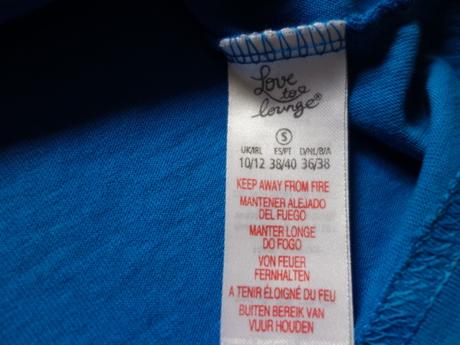 Love
to
lounge®
S
UK/IRL ES/PT D/NL/B/A
10/12 38/40 36/38
KEEP AWAY FROM FIRE
MANTENER ALEJADO
DEL FUEGO
MANTER LONGE
DO FOGO
VON FEUER
FERNHALTEN
A TENIR ÉLOIGNÉ DU FEU
BUITEN BEREIK VAN
VUUR HOUDEN